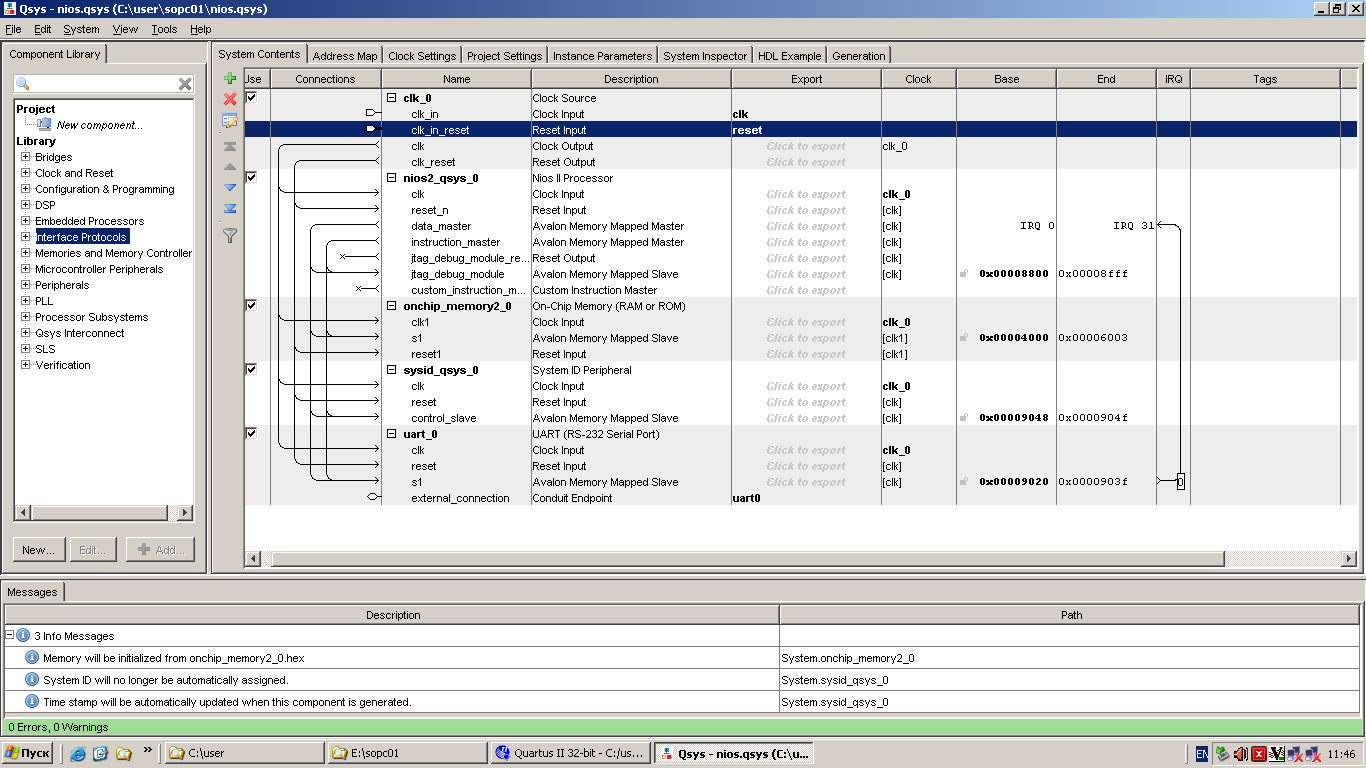 Qsys - nios.qsys (C:\user\sopc01\nios.qsys)
File Edit System View Tools Help
Component Library
System Contents Address Map Clock Settings Project Settings Instance Parameters System Inspector HDL Example Generation
Use Connections Name Description Export Clock Base End IRQ Tags
Project
New component...
Library
Bridges
Clock and Reset
Configuration & Programming
DSP
Embedded Processors
Interface Protocols
Memories and Memory Controller
Microcontroller Peripherals
Peripherals
PLL
Processor Subsystems
Qsys Interconnect
SLS
Verification
New... Edit... Add...
clk_0 Clock Source
clk_in Clock Input clk
clk_in_reset Reset Input reset
clk Clock Output Click to export clk_0
clk_reset Reset Output Click to export
nios2_qsys_0 Nios II Processor
clk Clock Input Click to export clk_0
reset_n Reset Input Click to export [clk]
data_master Avalon Memory Mapped Master Click to export [clk] IRQ 0 IRQ 31
instruction_master Avalon Memory Mapped Master Click to export [clk]
jtag_debug_module_re... Reset Output Click to export [clk]
jtag_debug_module Avalon Memory Mapped Slave Click to export [clk] 0x00008800 0x00008fff
custom_instruction_m... Custom Instruction Master Click to export
onchip_memory2_0 On-Chip Memory (RAM or ROM)
clk1 Clock Input Click to export clk_0
s1 Avalon Memory Mapped Slave Click to export [clk1] 0x00004000 0x00006003
reset1 Reset Input Click to export [clk1]
sysid_qsys_0 System ID Peripheral
clk Clock Input Click to export clk_0
reset Reset Input Click to export [clk]
control_slave Avalon Memory Mapped Slave Click to export [clk] 0x00009048 0x0000904f
uart_0 UART (RS-232 Serial Port)
clk Clock Input Click to export clk_0
reset Reset Input Click to export [clk]
s1 Avalon Memory Mapped Slave Click to export [clk] 0x00009020 0x0000903f 0
external_connection Conduit Endpoint uart0
Messages
Description Path
3 Info Messages
Memory will be initialized from onchip_memory2_0.hex System.onchip_memory2_0
System ID will no longer be automatically assigned. System.sysid_qsys_0
Time stamp will be automatically updated when this component is generated. System.sysid_qsys_0
0 Errors, 0 Warnings
Пуск » C:\user E:\sopc01 Quartus II 32-bit - C:/us... Qsys - nios.qsys (C:\u... EN 11:46